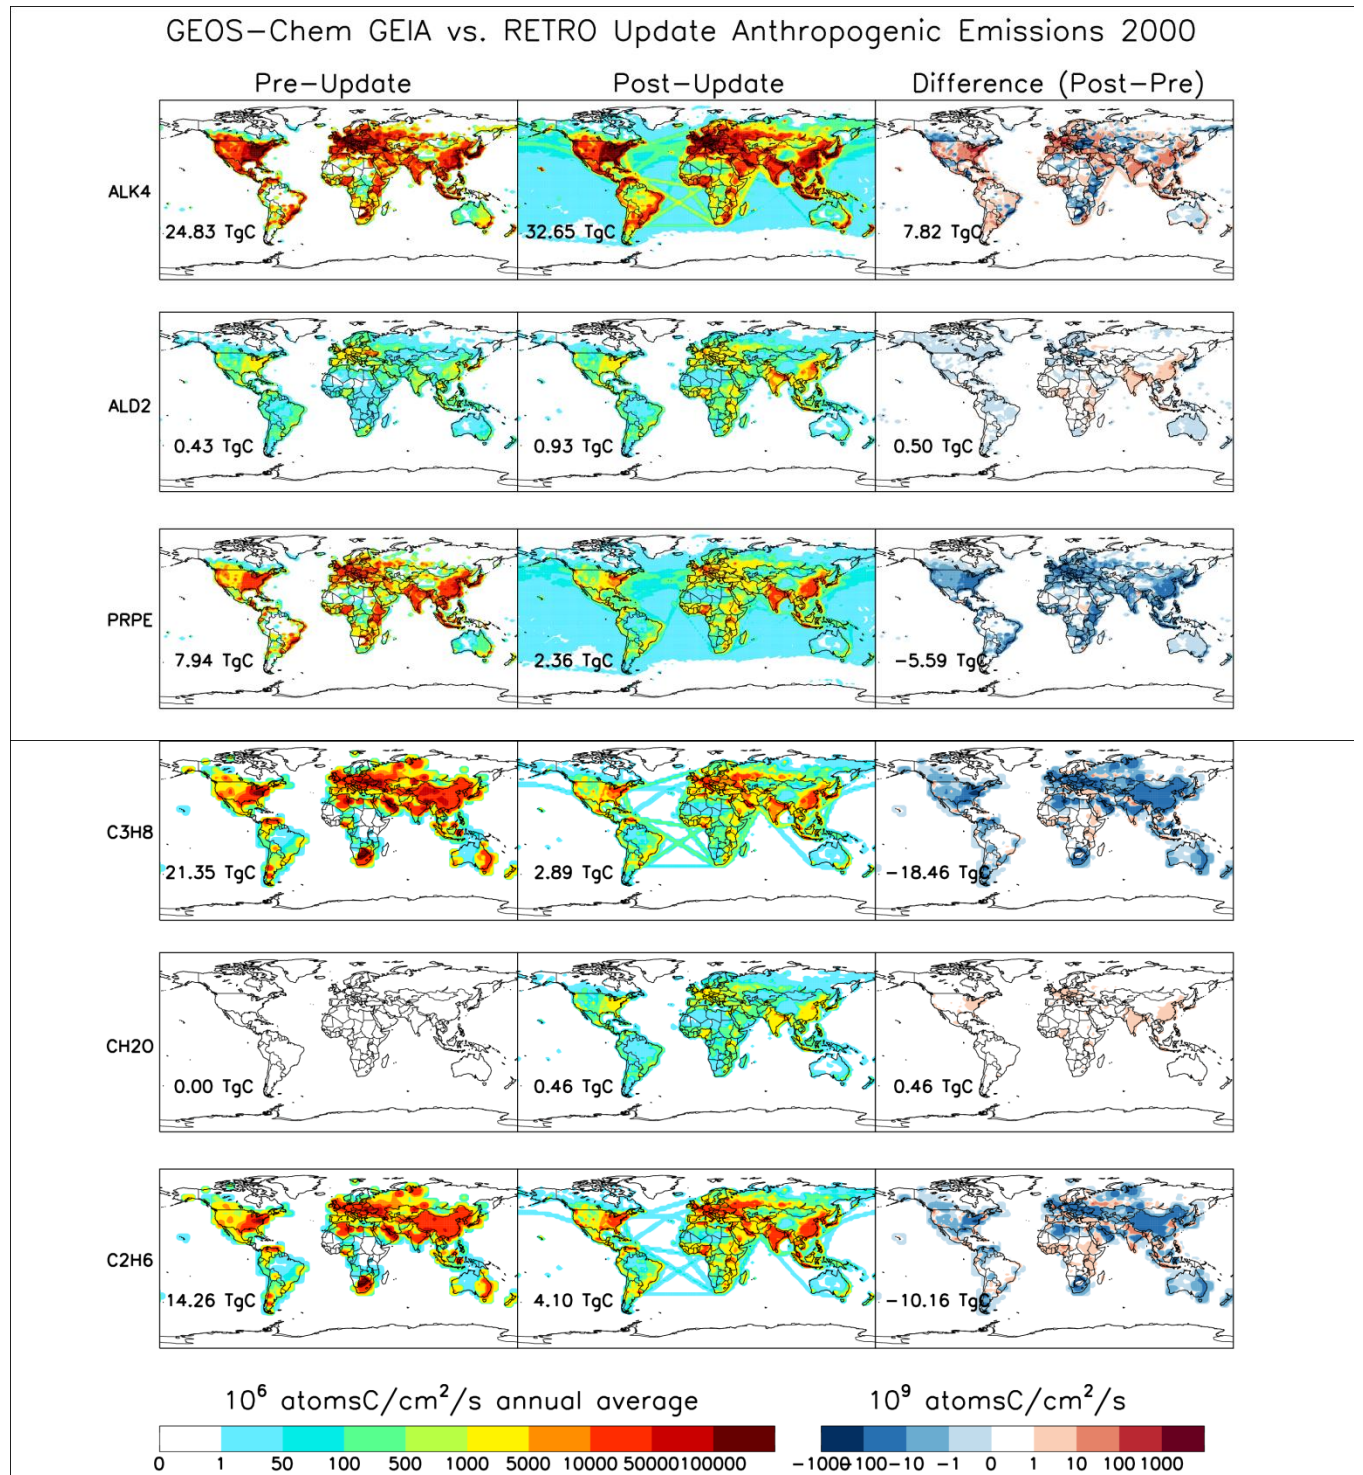 GEOS-Chem GEIA vs. RETRO Update Anthropogenic Emissions 2000
Pre-Update Post-Update Difference (Post-Pre)
ALK4
24.83 TgC 32.65 TgC 7.82 TgC
ALD2
0.43 TgC 0.93 TgC 0.50 TgC
PRPE
7.94 TgC 2.36 TgC -5.59 TgC
C3H8
21.35 TgC 2.89 TgC -18.46 TgC
CH2O
0.00 TgC 0.46 TgC 0.46 TgC
C2H6
14.26 TgC 4.10 TgC -10.16 TgC
10⁶ atomsC/cm²/s annual average 10⁹ atomsC/cm²/s
0 1 50 100 500 1000 5000 10000 50000 100000 -1000 -100 -10 -1 0 1 10 100 1000